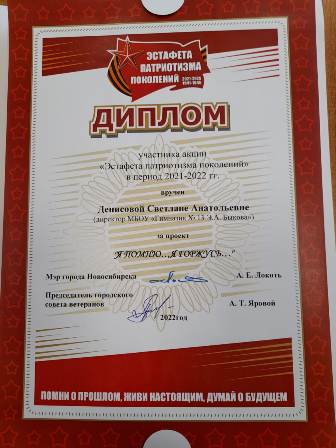 ЭСТАФЕТА
ПАТРИОТИЗМА
ПОКОЛЕНИЙ
ДИПЛОМ
участника акции
«Эстафета патриотизма поколений»
в период 2021-2022 гг.
вручен
Денисовой Светлане Анатольевне
(директор МБОУ «Гимназия № 13 Э.А. Быкова»)
за проект
"Я ПОМНЮ...Я ГОРЖУСЬ..."
Мэр города Новосибирска А. Е. Локоть
Председатель городского
совета ветеранов А. Т. Яровой
2022год
ПОМНИ О ПРОШЛОМ, ЖИВИ НАСТОЯЩИМ, ДУМАЙ О БУДУЩЕМ